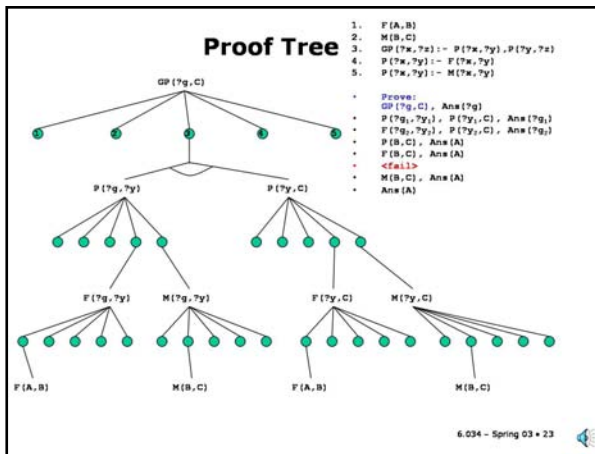 Proof Tree
1. F(A,B)
2. M(B,C)
3. GP(?x,?z):- P(?x,?y),P(?y,?z)
4. P(?x,?y):- F(?x,?y)
5. P(?x,?y):- M(?x,?y)
• Prove:
GP(?g,C), Ans(?g)
• P(?g₁,?y₁), P(?y₁,C), Ans(?g₁)
• F(?g₂,?y₂), P(?y₂,C), Ans(?g₂)
• P(B,C), Ans(A)
• F(B,C), Ans(A)
• <fail>
• M(B,C), Ans(A)
• Ans(A)
GP(?g,C)
1 2 3 4 5
P(?g,?y) P(?y,C)
F(?g,?y) M(?g,?y) F(?y,C) M(?y,C)
F(A,B) M(B,C) F(A,B) M(B,C)
6.034 – Spring 03 • 23